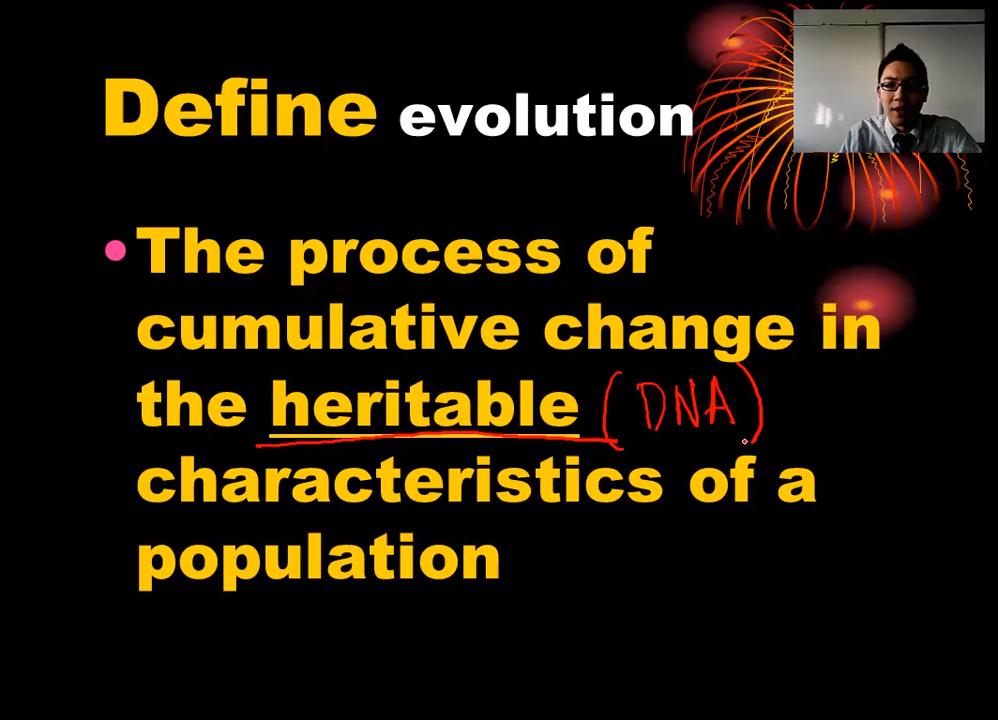 Define evolution
• The process of
cumulative change in
the heritable (DNA)
characteristics of a
population